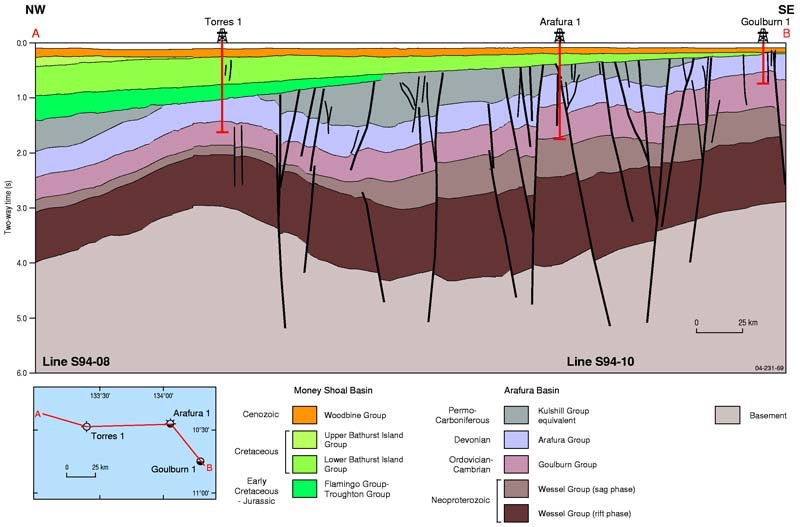 NW
SE
A
Torres 1
Arafura 1
Goulburn 1
B
0.0
1.0
2.0
3.0
4.0
5.0
6.0
Two-way time (s)
0 25 km
Line S94-08
Line S94-10
04-231-69
133°30'
134°00'
A
Torres 1
Arafura 1
Goulburn 1
B
10°30'
11°00'
0 25 km
Money Shoal Basin
Cenozoic
Woodbine Group
Cretaceous
Upper Bathurst Island
Group
Lower Bathurst Island
Group
Early
Cretaceous
- Jurassic
Flamingo Group-
Troughton Group
Arafura Basin
Permo-
Carboniferous
Kulshill Group
equivalent
Devonian
Arafura Group
Ordovician-
Cambrian
Goulburn Group
Neoproterozoic
Wessel Group (sag phase)
Wessel Group (rift phase)
Basement